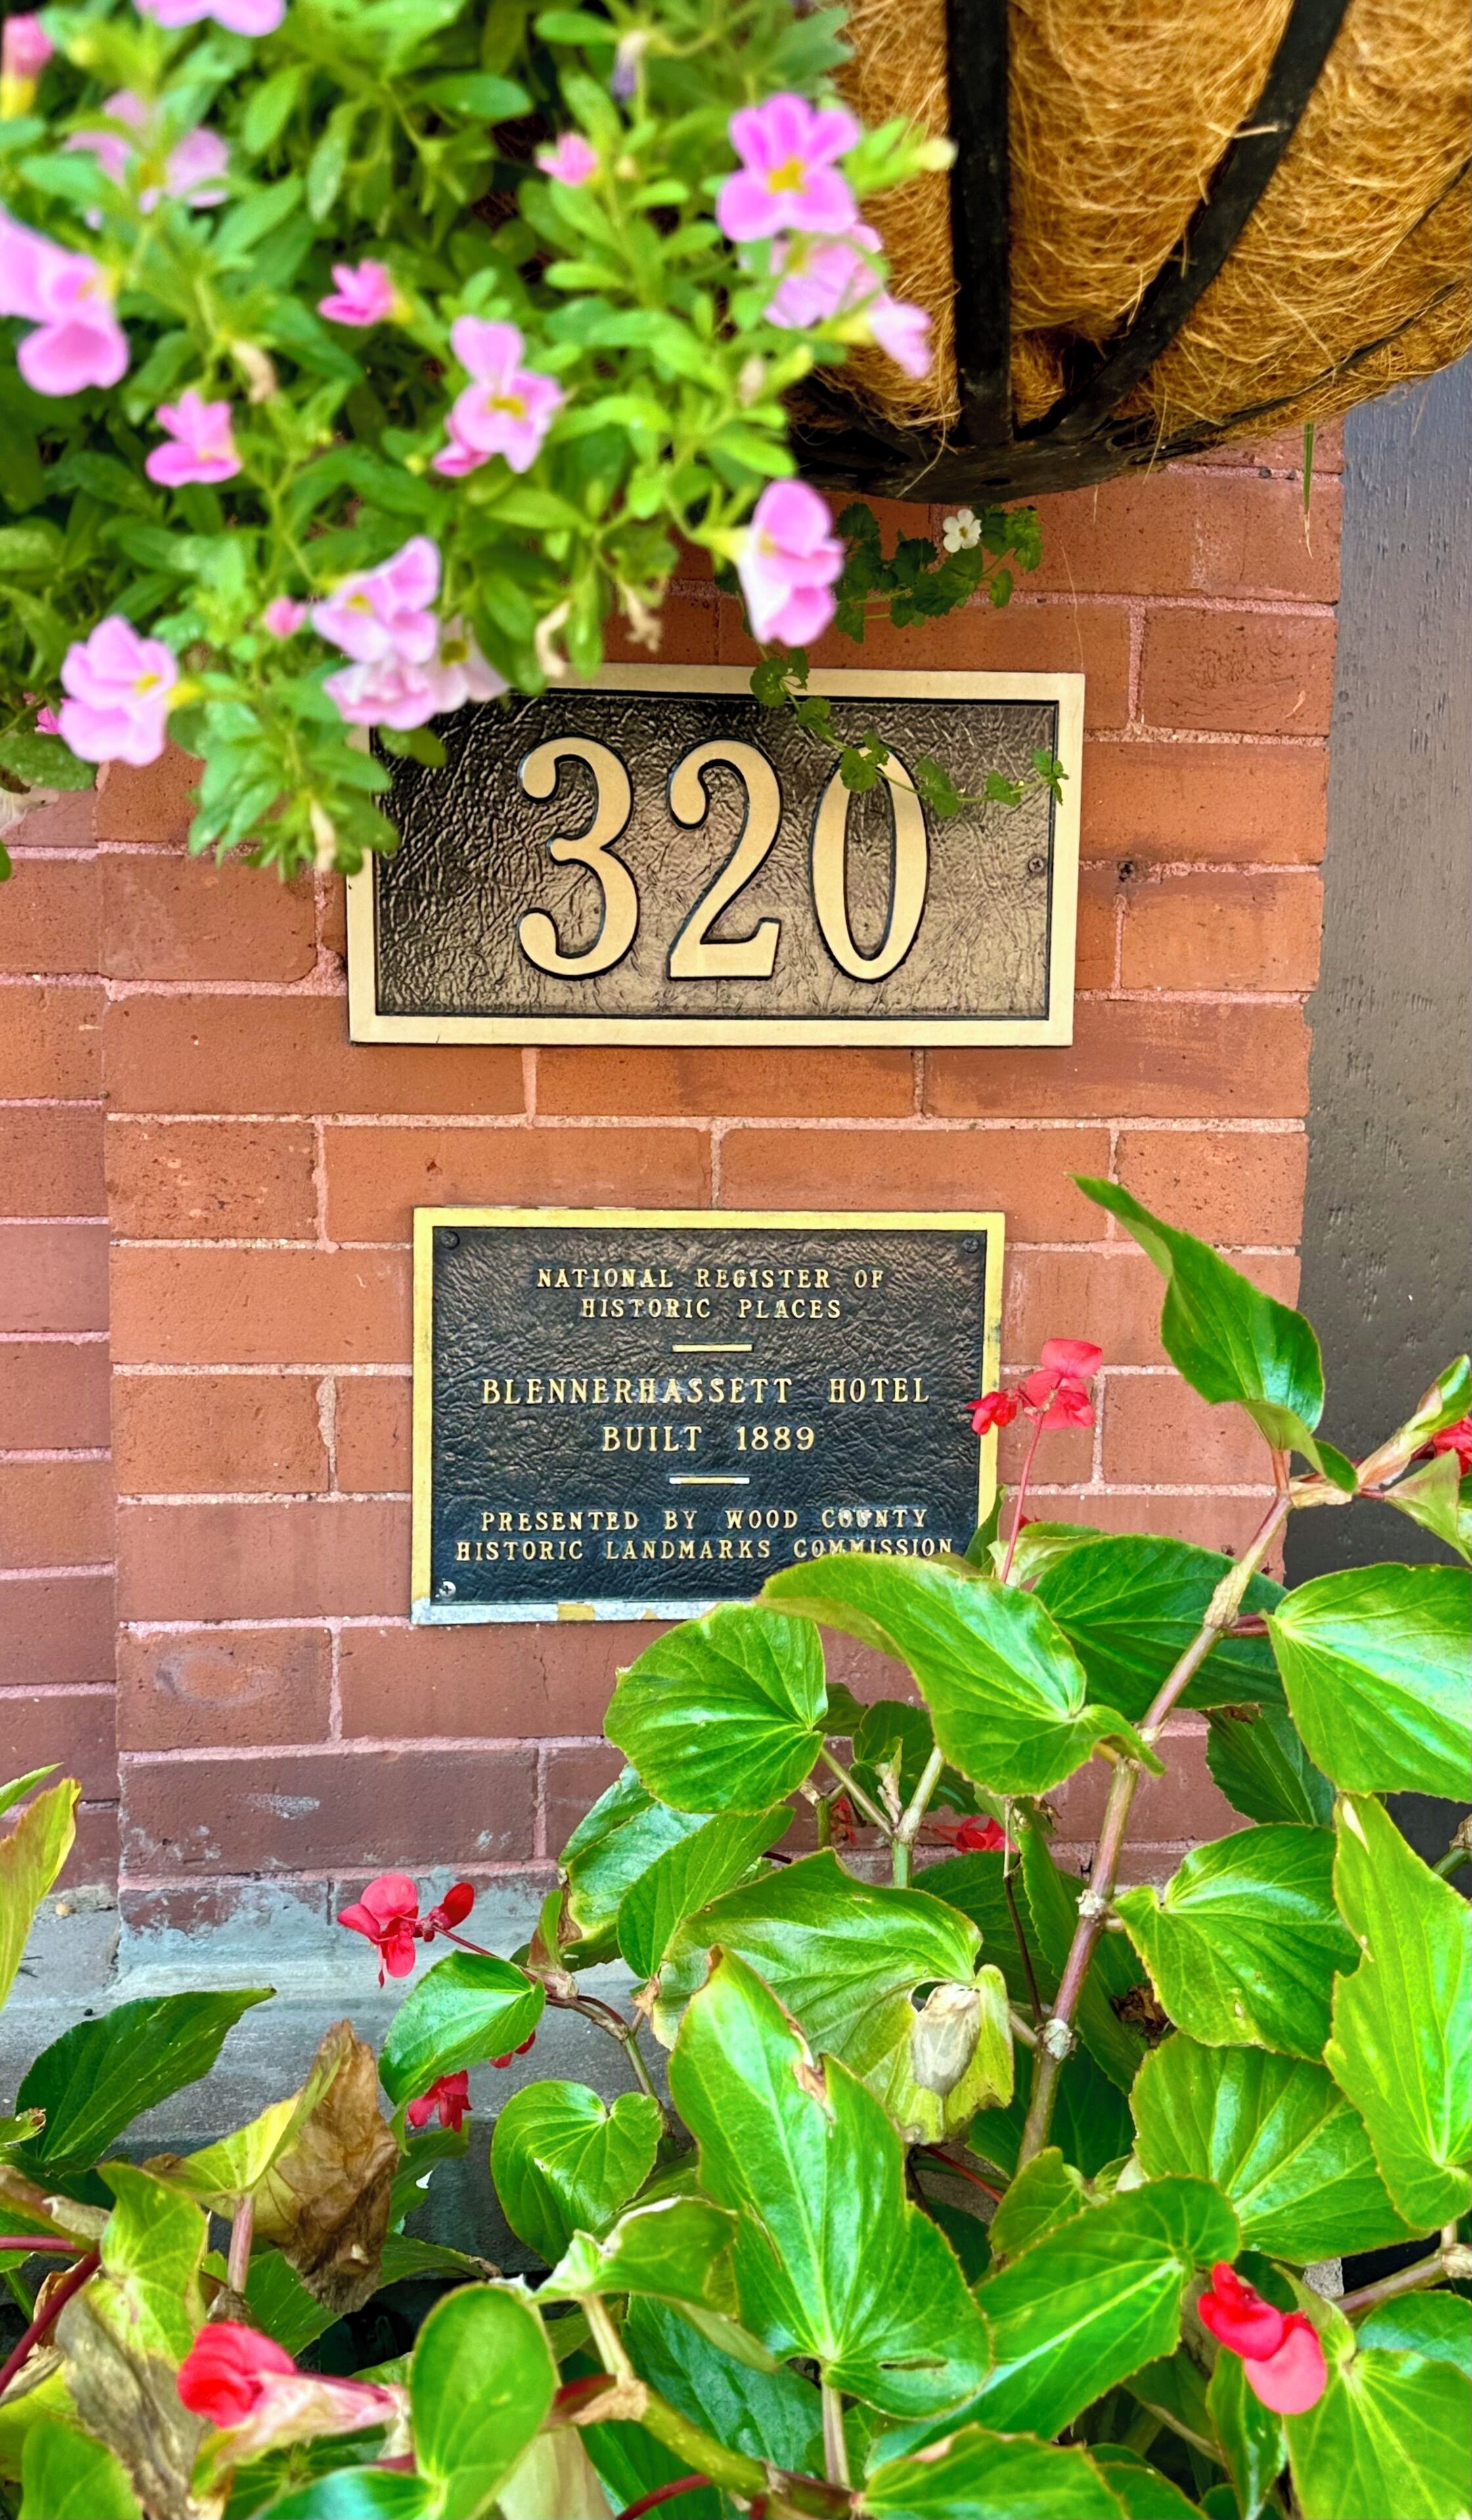 320
NATIONAL REGISTER OF
HISTORIC PLACES
BLENNERHASSETT HOTEL
BUILT 1889
PRESENTED BY WOOD COUNTY
HISTORIC LANDMARKS COMMISSION